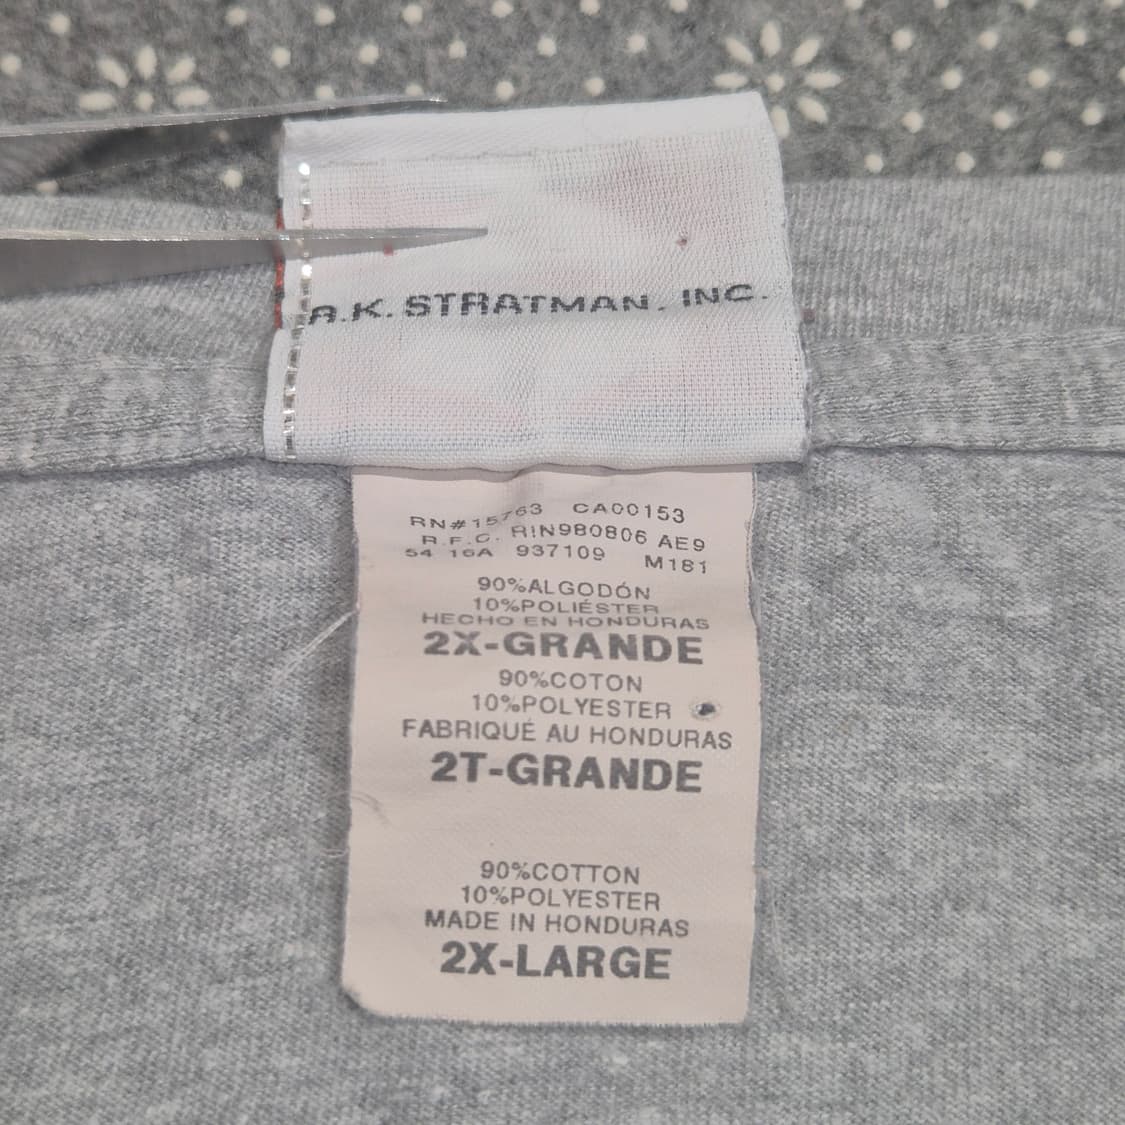 R.K. STRATMAN, INC.
RN#15763 CA00153
R.F.C. RIN980806 AE9
54 16A 937109 M181
90%ALGODÓN
10%POLIÉSTER
HECHO EN HONDURAS
2X-GRANDE
90%COTON
10%POLYESTER
FABRIQUÉ AU HONDURAS
2T-GRANDE
90%COTTON
10%POLYESTER
MADE IN HONDURAS
2X-LARGE